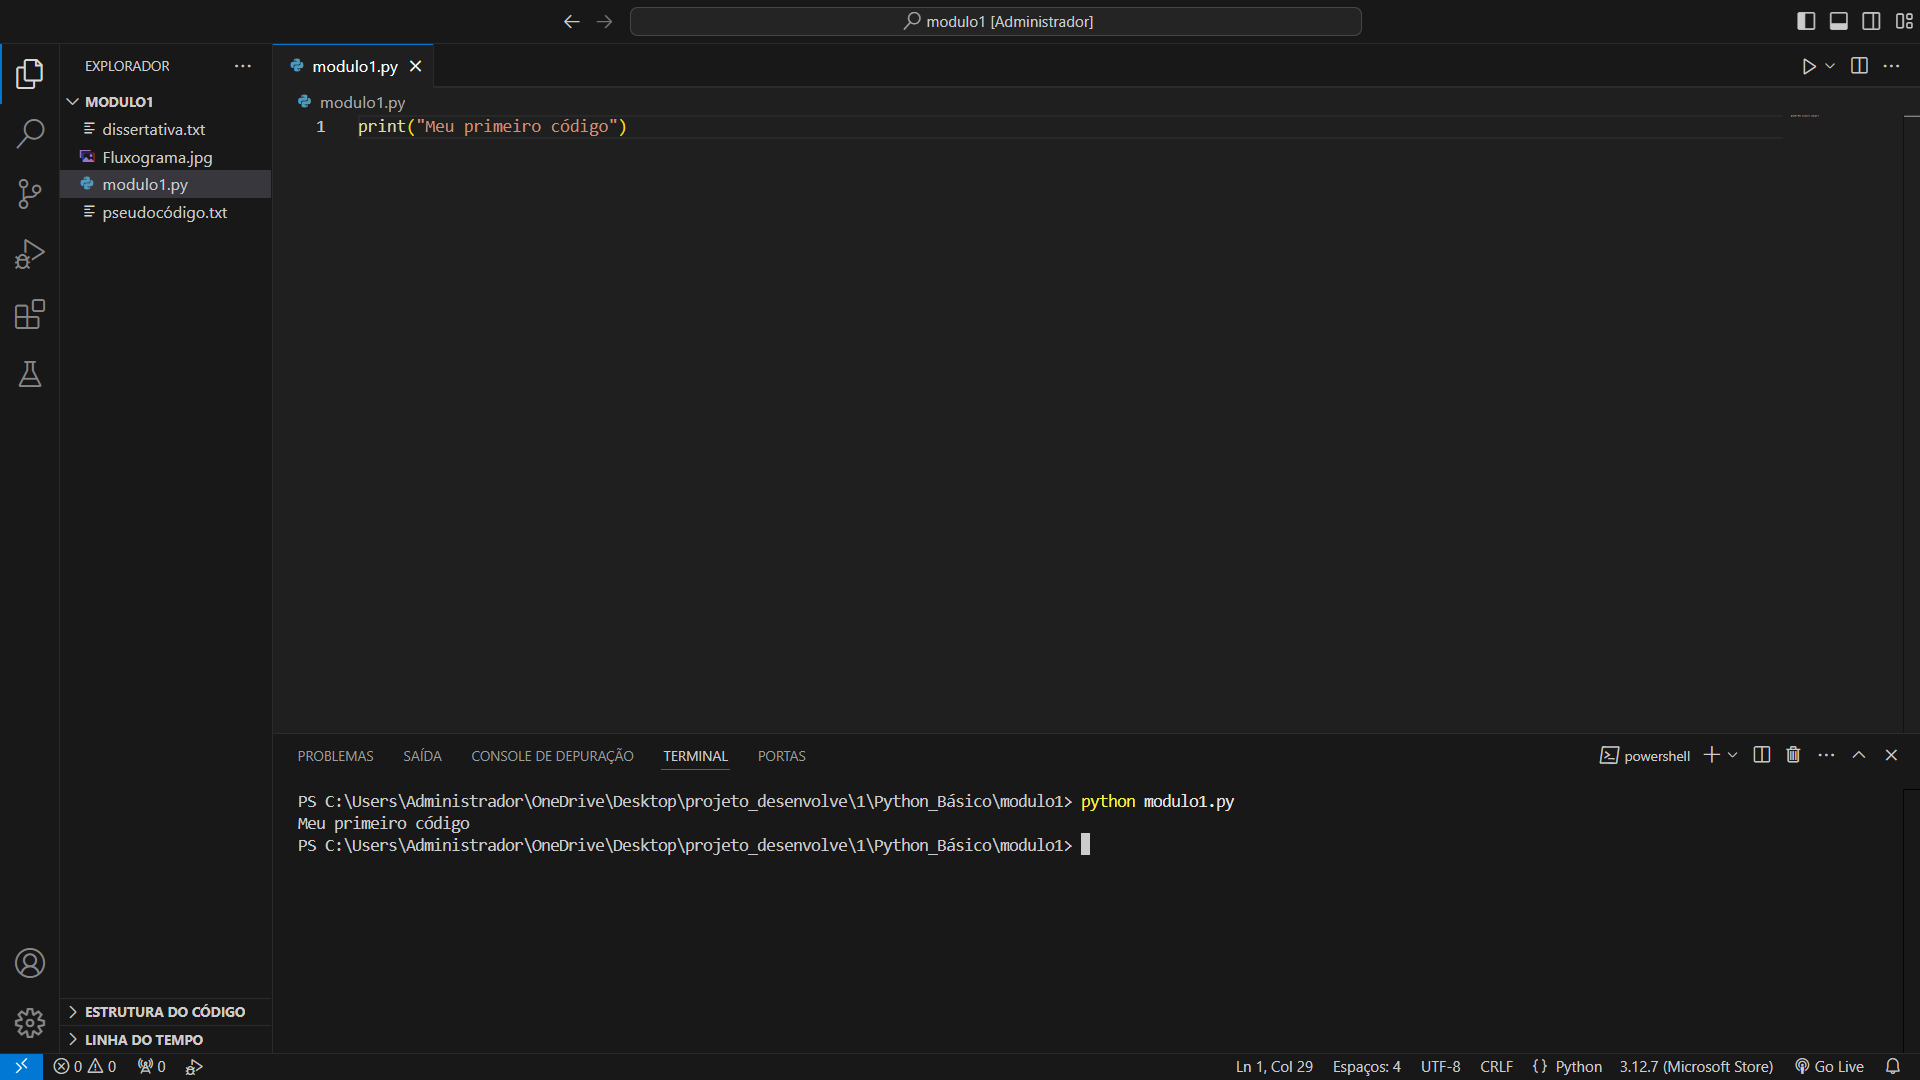 modulo1 [Administrador]
EXPLORADOR
MODULO1
dissertativa.txt
Fluxograma.jpg
modulo1.py
pseudocódigo.txt
ESTRUTURA DO CÓDIGO
LINHA DO TEMPO
modulo1.py
modulo1.py
1 print("Meu primeiro código")
PROBLEMAS SAÍDA CONSOLE DE DEPURAÇÃO TERMINAL PORTAS powershell
PS C:\Users\Administrador\OneDrive\Desktop\projeto_desenvolve\1\Python_Básico\modulo1> python modulo1.py
Meu primeiro código
PS C:\Users\Administrador\OneDrive\Desktop\projeto_desenvolve\1\Python_Básico\modulo1>
0 0 0 Ln 1, Col 29 Espaços: 4 UTF-8 CRLF {} Python 3.12.7 (Microsoft Store) Go Live